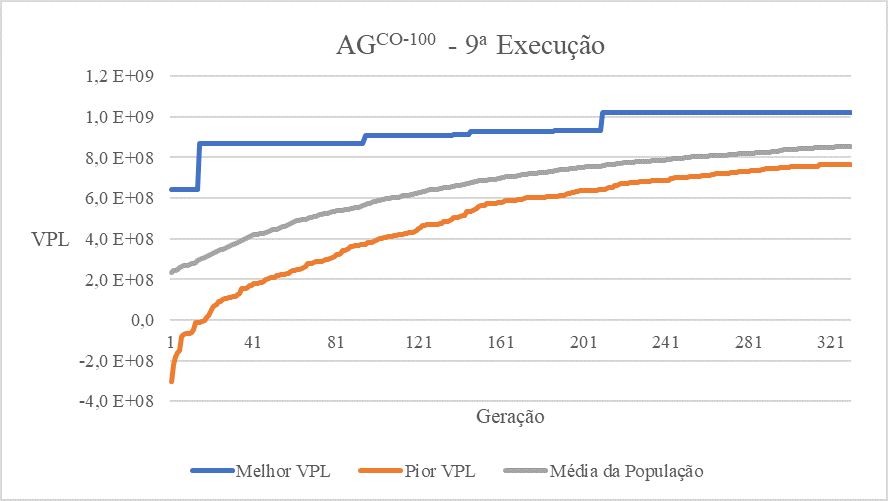 AGCO-100 - 9ª Execução
1,2 E+09
1,0 E+09
8,0 E+08
6,0 E+08
VPL
4,0 E+08
2,0 E+08
0,0
1 41 81 121 161 201 241 281 321
-2,0 E+08
-4,0 E+08
Geração
Melhor VPL Pior VPL Média da População